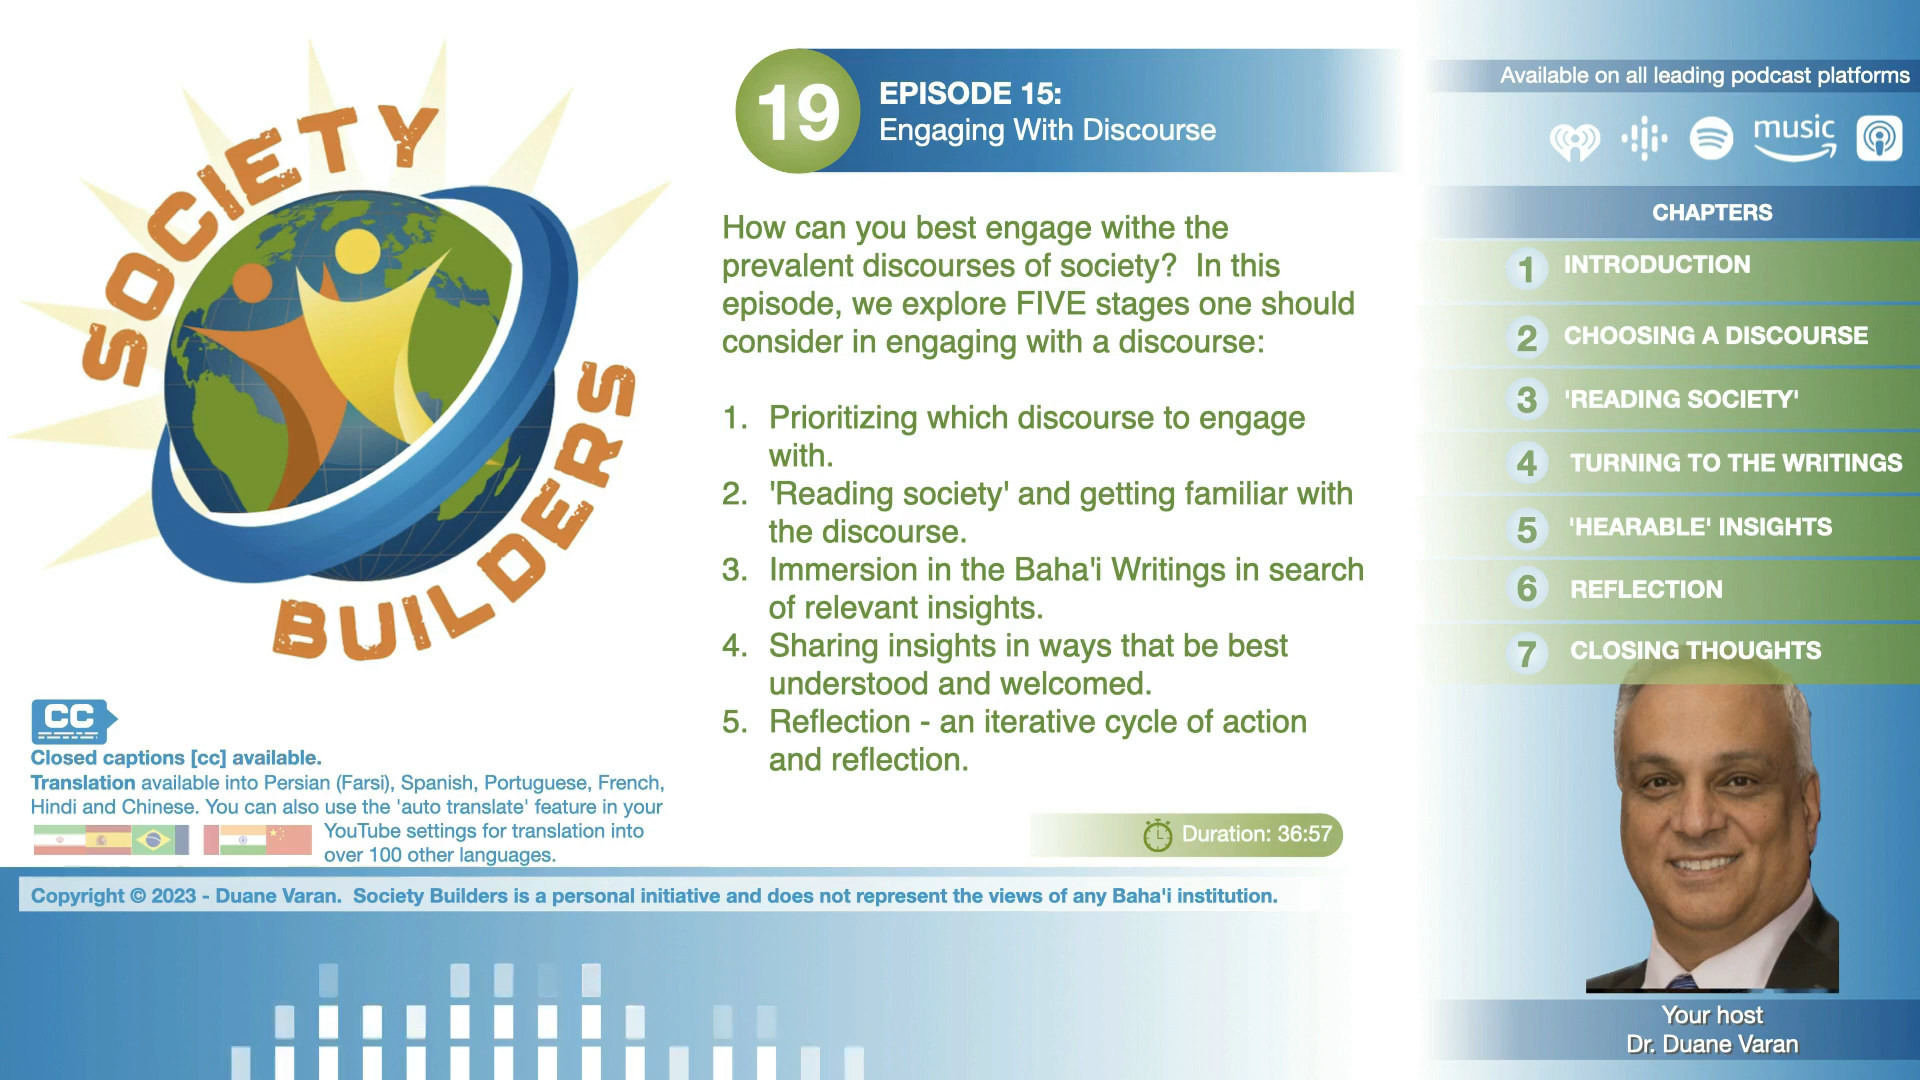 SOCIETY
BUILDERS
CC
Closed captions [cc] available.
Translation available into Persian (Farsi), Spanish, Portuguese, French,
Hindi and Chinese. You can also use the 'auto translate' feature in your
YouTube settings for translation into
over 100 other languages.
19
EPISODE 15:
Engaging With Discourse
How can you best engage withe the
prevalent discourses of society?  In this
episode, we explore FIVE stages one should
consider in engaging with a discourse:
1. Prioritizing which discourse to engage
with.
2. 'Reading society' and getting familiar with
the discourse.
3. Immersion in the Baha'i Writings in search
of relevant insights.
4. Sharing insights in ways that be best
understood and welcomed.
5. Reflection - an iterative cycle of action
and reflection.
Duration: 36:57
Copyright © 2023 - Duane Varan.  Society Builders is a personal initiative and does not represent the views of any Baha'i institution.
Available on all leading podcast platforms
music
CHAPTERS
1 INTRODUCTION
2 CHOOSING A DISCOURSE
3 'READING SOCIETY'
4 TURNING TO THE WRITINGS
5 'HEARABLE' INSIGHTS
6 REFLECTION
7 CLOSING THOUGHTS
Your host
Dr. Duane Varan